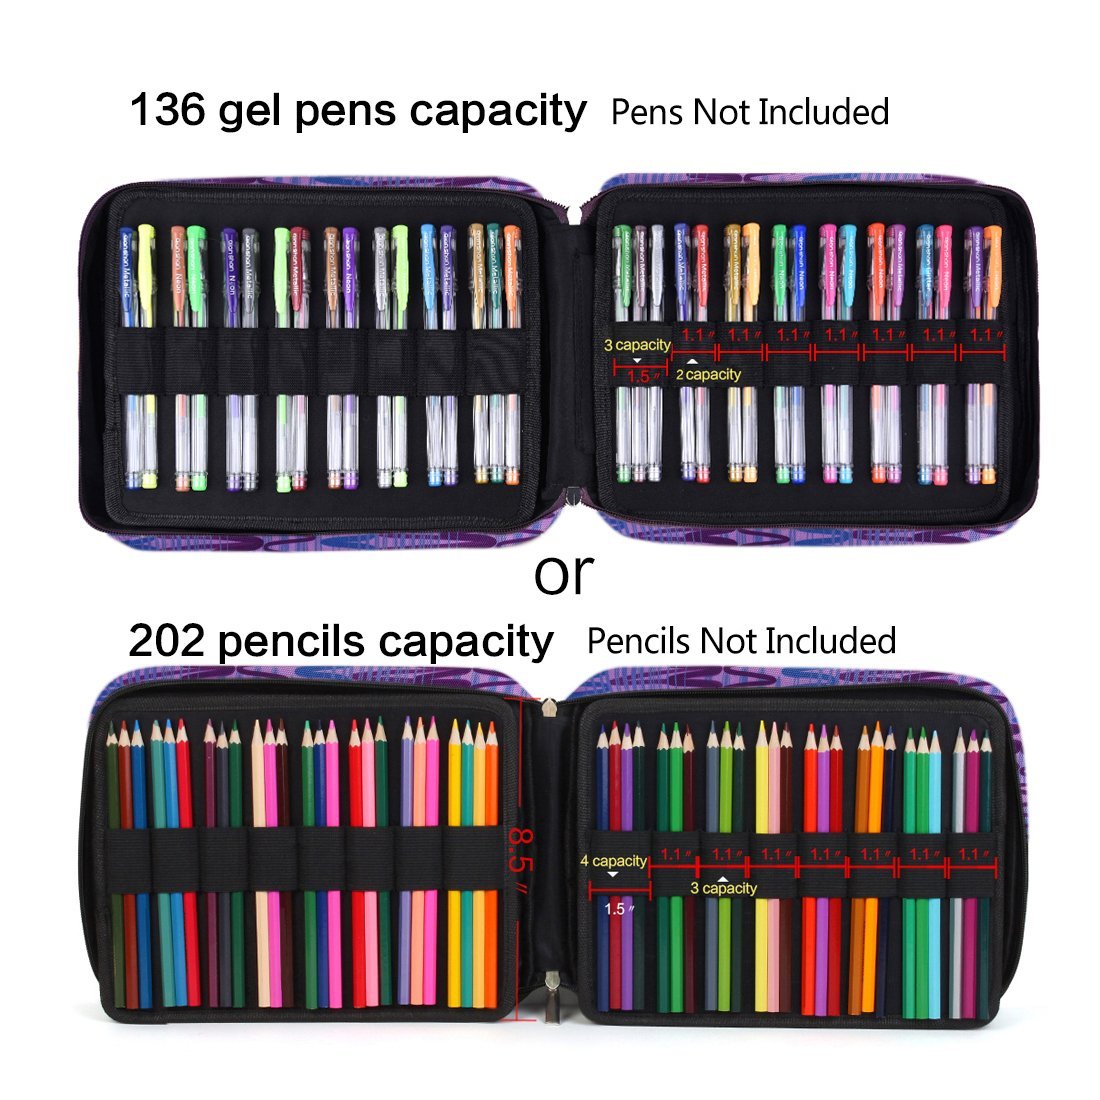 136 gel pens capacity Pens Not Included
3 capacity 1.1" 1.1" 1.1" 1.1" 1.1" 1.1" 1.1"
1.5" 2 capacity
or
202 pencils capacity Pencils Not Included
8.5"
4 capacity 1.1" 1.1" 1.1" 1.1" 1.1" 1.1" 1.1"
1.5" 3 capacity